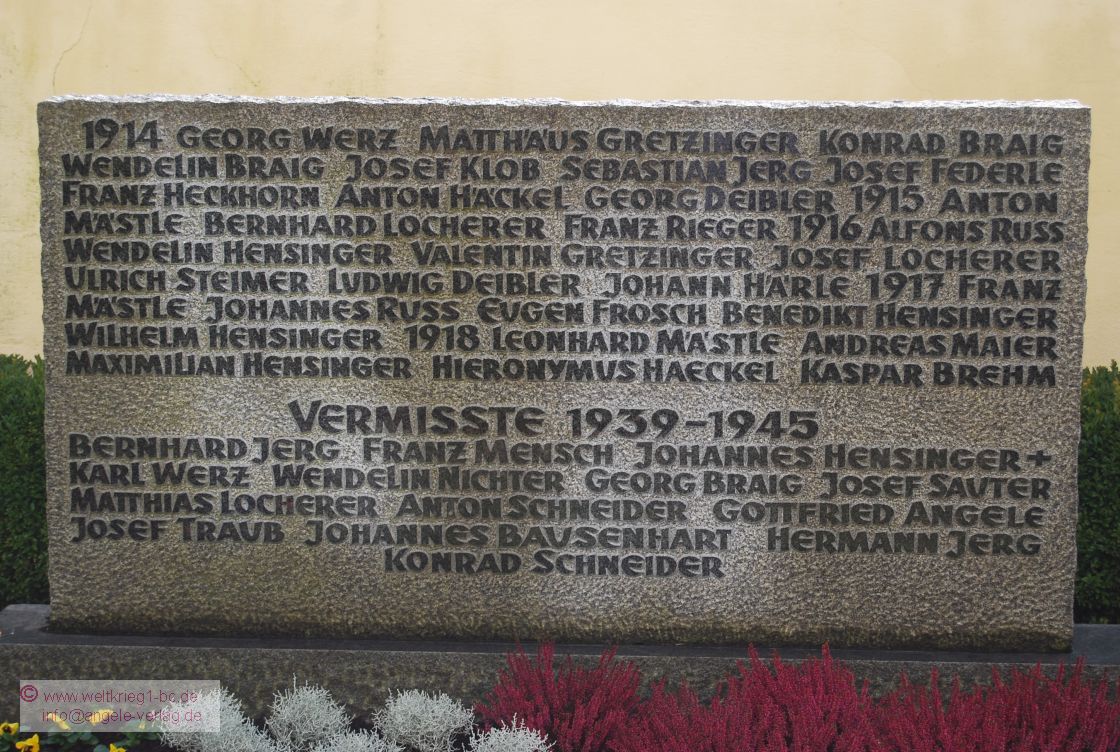 1914 GEORG WERZ MATTHÄUS GRETZINGER KONRAD BRAIG
WENDELIN BRAIG JOSEF KLOB SEBASTIAN JERG JOSEF FEDERLE
FRANZ HECKHORN ANTON HÄCKEL GEORG DEIBLER 1915 ANTON
MÄSTLE BERNHARD LOCHERER FRANZ RIEGER 1916 ALFONS RUSS
WENDELIN HENSINGER VALENTIN GRETZINGER JOSEF LOCHERER
ULRICH STEIMER LUDWIG DEIBLER JOHANN HÄRLE 1917 FRANZ
MÄSTLE JOHANNES RUSS EUGEN FROSCH BENEDIKT HENSINGER
WILHELM HENSINGER 1918 LEONHARD MÄSTLE ANDREAS MAIER
MAXIMILIAN HENSINGER HIERONYMUS HAECKEL KASPAR BREHM
VERMISSTE 1939-1945
BERNHARD JERG FRANZ MENSCH JOHANNES HENSINGER+
KARL WERZ WENDELIN NICHTER GEORG BRAIG JOSEF SAUTER
MATTHIAS LOCHERER ANTON SCHNEIDER GOTTFRIED ANGELE
JOSEF TRAUB JOHANNES BAUSENHART HERMANN JERG
KONRAD SCHNEIDER
© www.weltkrieg1-bc.de
info@angele-verlag.de